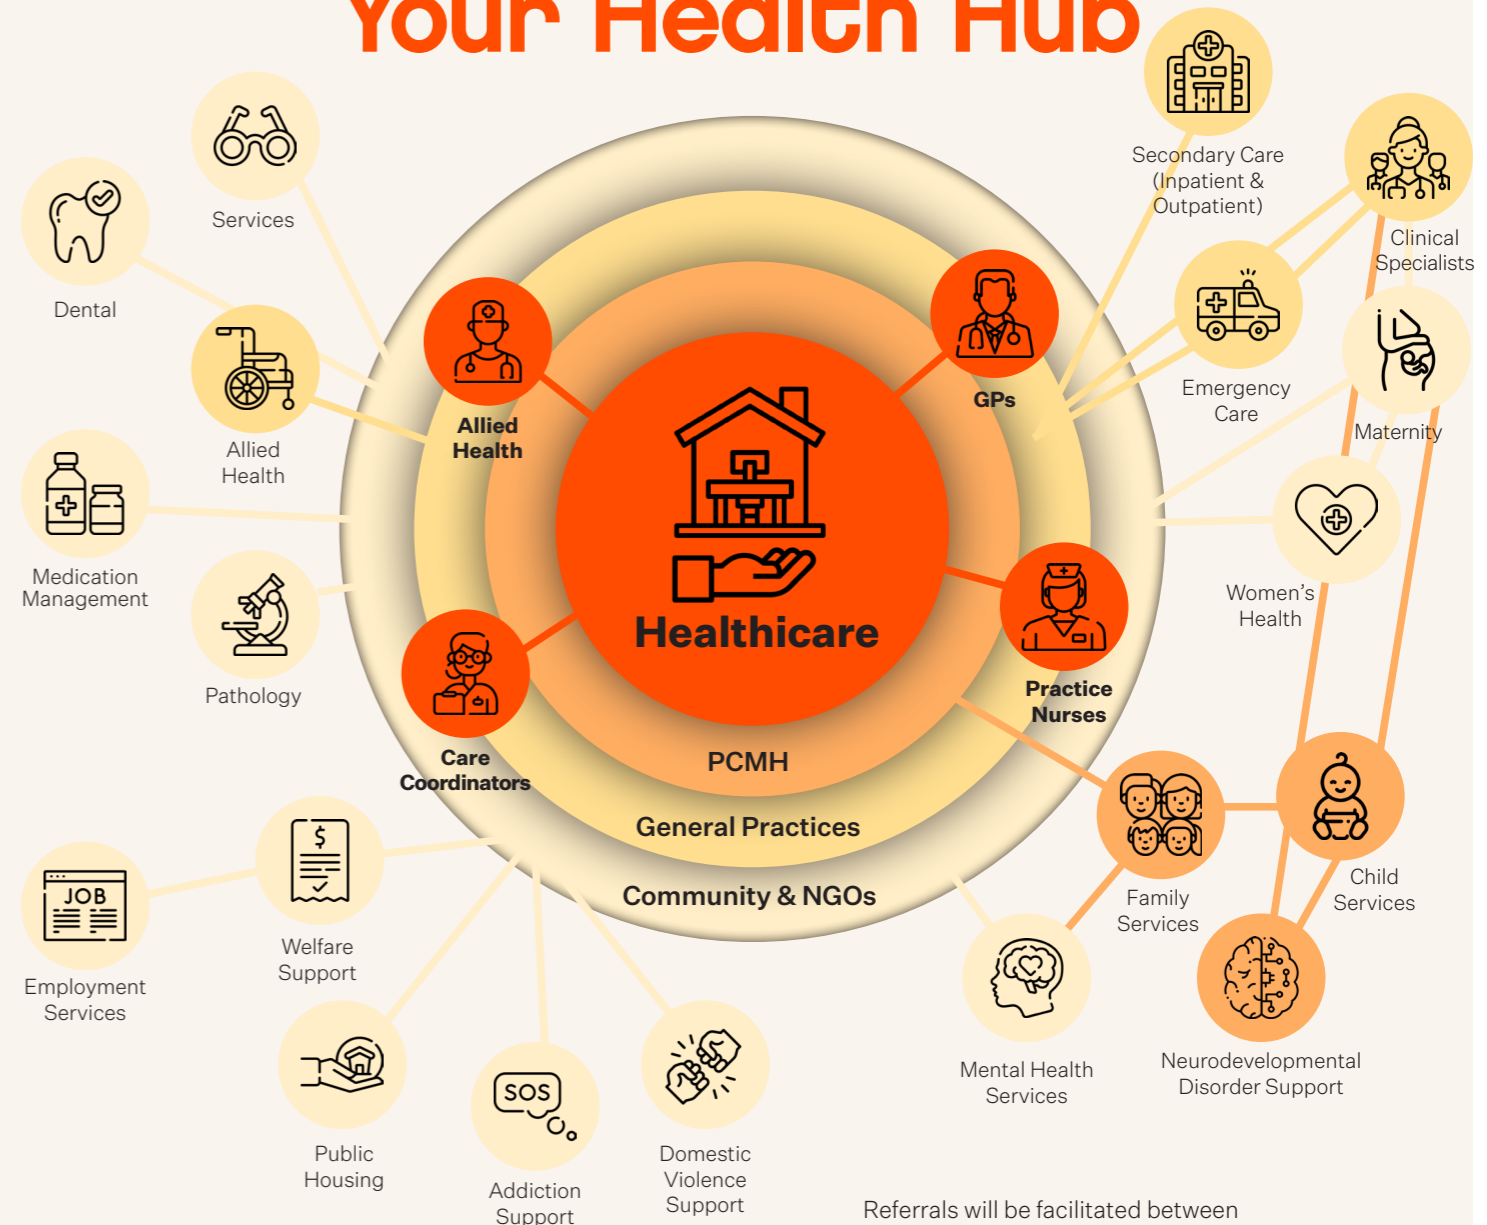 Your Health Hub
Services
Dental
Allied
Health
Medication
Management
Pathology
Secondary Care
(Inpatient &
Outpatient)
Clinical
Specialists
Emergency
Care
Maternity
Women's
Health
Allied
Health
GPs
Healthicare
Practice
Nurses
Care
Coordinators
PCMH
General Practices
Community & NGOs
Family
Services
Child
Services
Mental Health
Services
Neurodevelopmental
Disorder Support
$
Welfare
Support
JOB
Employment
Services
Public
Housing
SOS
Addiction
Support
Domestic
Violence
Support
Referrals will be facilitated between